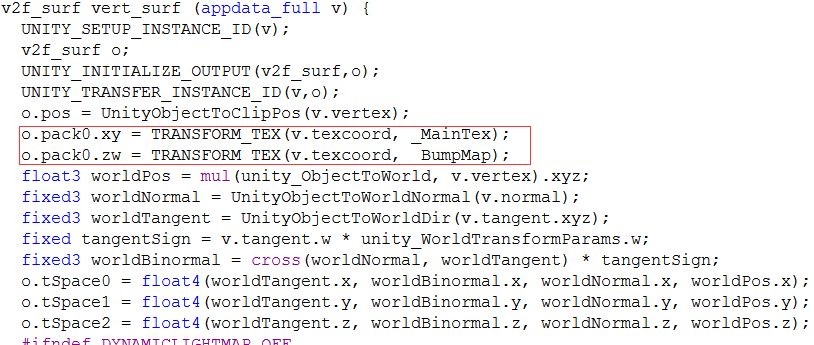 v2f_surf vert_surf (appdata_full v) {
  UNITY_SETUP_INSTANCE_ID(v);
  v2f_surf o;
  UNITY_INITIALIZE_OUTPUT(v2f_surf,o);
  UNITY_TRANSFER_INSTANCE_ID(v,o);
  o.pos = UnityObjectToClipPos(v.vertex);
  o.pack0.xy = TRANSFORM_TEX(v.texcoord, _MainTex);
  o.pack0.zw = TRANSFORM_TEX(v.texcoord, _BumpMap);
  float3 worldPos = mul(unity_ObjectToWorld, v.vertex).xyz;
  fixed3 worldNormal = UnityObjectToWorldNormal(v.normal);
  fixed3 worldTangent = UnityObjectToWorldDir(v.tangent.xyz);
  fixed tangentSign = v.tangent.w * unity_WorldTransformParams.w;
  fixed3 worldBinormal = cross(worldNormal, worldTangent) * tangentSign;
  o.tSpace0 = float4(worldTangent.x, worldBinormal.x, worldNormal.x, worldPos.x);
  o.tSpace1 = float4(worldTangent.y, worldBinormal.y, worldNormal.y, worldPos.y);
  o.tSpace2 = float4(worldTangent.z, worldBinormal.z, worldNormal.z, worldPos.z);
  #ifndef DYNAMICLIGHTMAP_OFF